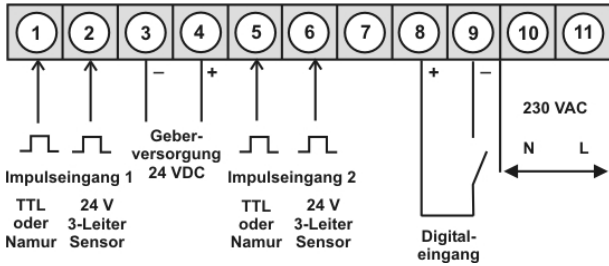 1 2 3 4 5 6 7 8 9 10 11
– + + –
230 VAC
Geber-
versorgung
24 VDC
N L
Impulseingang 1
TTL
oder
Namur
24 V
3-Leiter
Sensor
Impulseingang 2
TTL
oder
Namur
24 V
3-Leiter
Sensor
Digital-
eingang